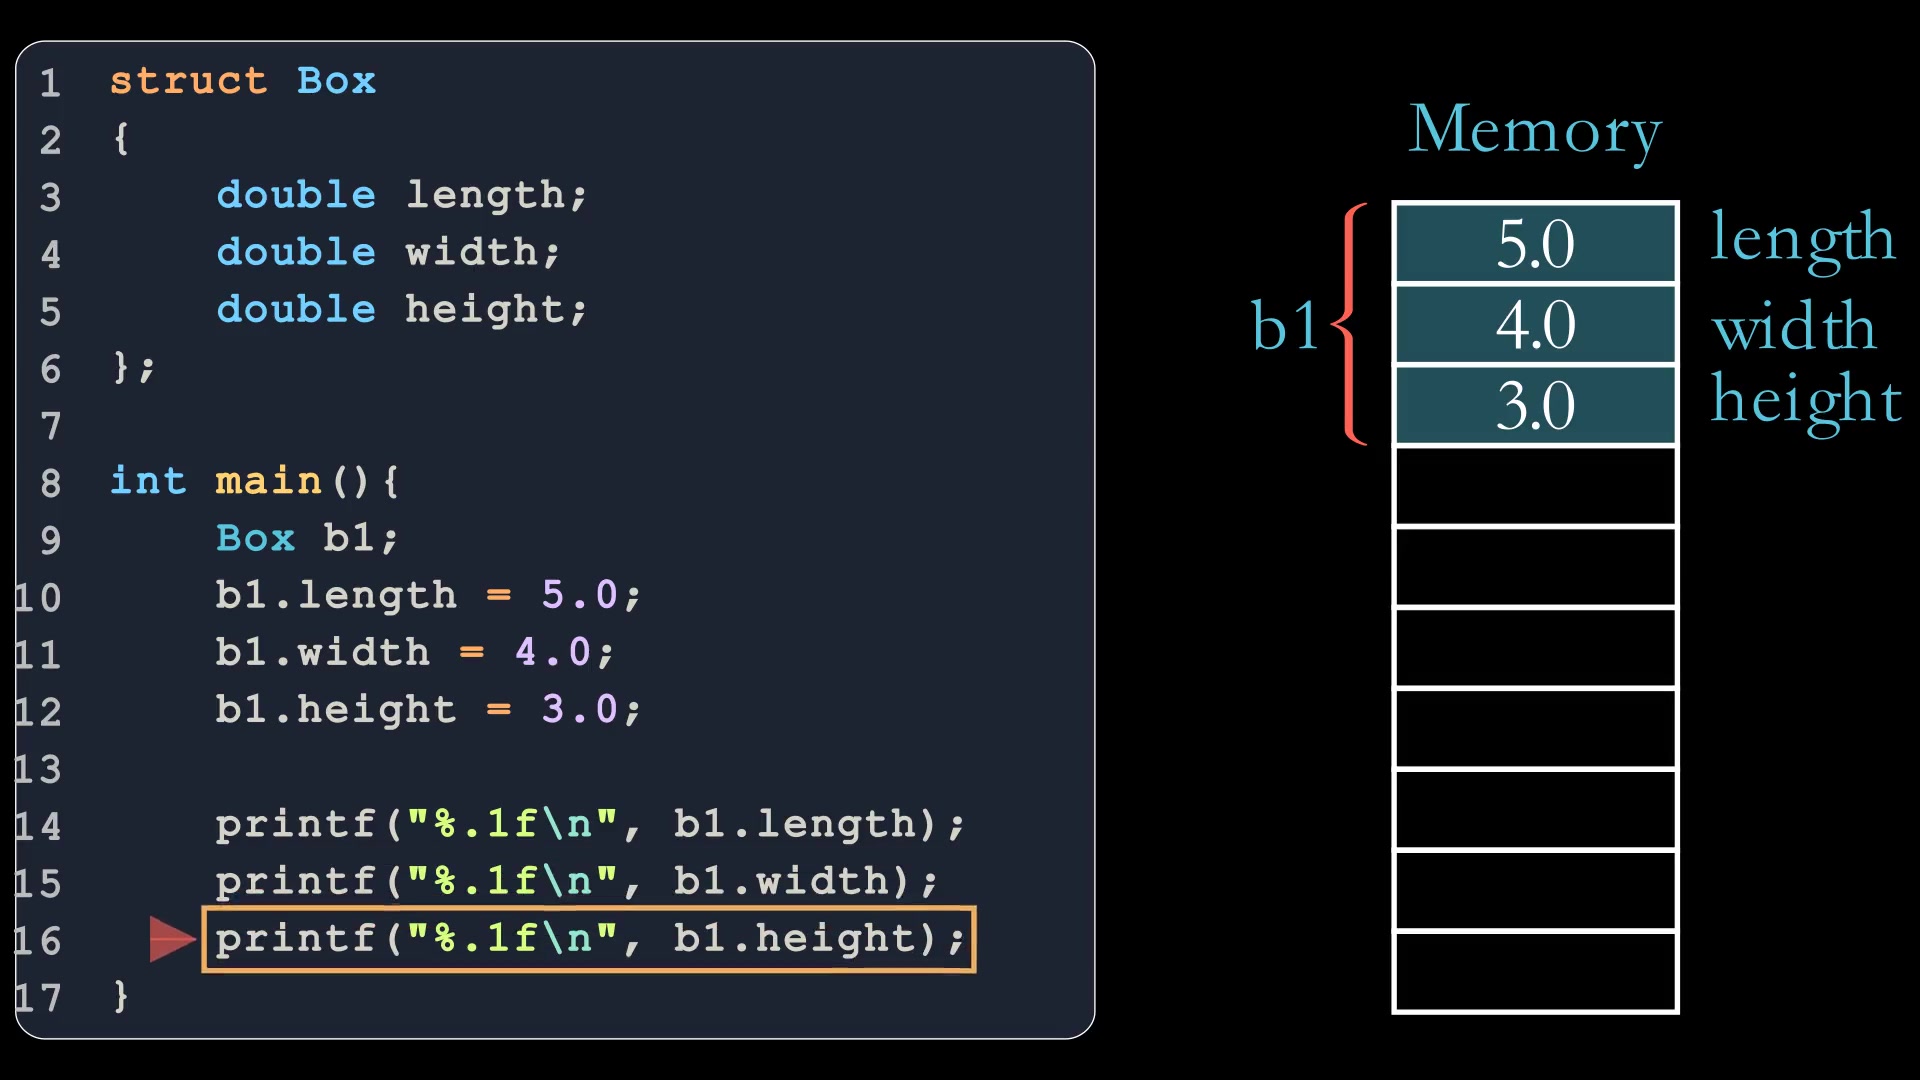 1 struct Box
2 {
3 double length;
4 double width;
5 double height;
6 };
7
8 int main(){
9 Box b1;
10 b1.length = 5.0;
11 b1.width = 4.0;
12 b1.height = 3.0;
13
14 printf("%.1f\n", b1.length);
15 printf("%.1f\n", b1.width);
16 printf("%.1f\n", b1.height);
17 }
Memory
5.0 length
b1 4.0 width
3.0 height